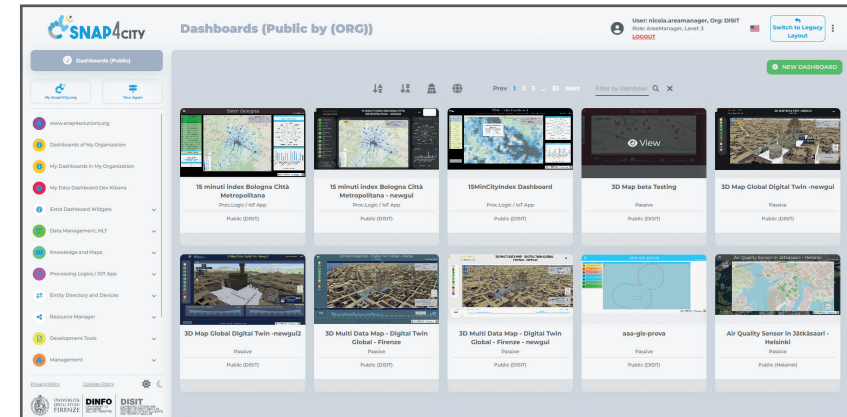 SNAP4CITY
Dashboards (Public by (ORG))
User: nicola.areamanager, Org: DISIT
Role: AreaManager, Level: 3
LOGOUT
Switch to Legacy
Layout
Dashboards (Public)
My Snap4City.org
Tour Again
NEW DASHBOARD
Prev 1 2 3 ... 33 Next
Filter by dashboard
www.snap4solutions.org
Dashboards of My Organization
My Dashboards in My Organization
My Data Dashboard Dev Kibana
Extra Dashboard Widgets
Data Management, HLT
Knowledge and Maps
Processing Logics / IOT App
Entity Directory and Devices
Resource Manager
Development Tools
Management
Privacy Policy
Cookies Policy
UNIVERSITÀ
DEGLI STUDI
FIRENZE
DINFO
DISIT
15 minuti index Bologna Città
Metropolitana
Proc.Logic / IoT App
Public (DISIT)
15 minuti index Bologna Città
Metropolitana - newgui
Proc.Logic / IoT App
Public (DISIT)
15MinCityIndex Dashboard
Proc.Logic / IoT App
Public (DISIT)
View
3D Map beta Testing
Passive
Public (DISIT)
3D Map Global Digital Twin -newgui
Passive
Public (DISIT)
3D Map Global Digital Twin -newgui2
Passive
Public (DISIT)
3D Multi Data Map - Digital Twin
Global - Firenze
Passive
Public (DISIT)
3D Multi Data Map - Digital Twin
Global - Firenze - newgui
Passive
Public (DISIT)
aaa-gis-prova
Passive
Public (DISIT)
Air Quality Sensor in Jätkäsaari -
Helsinki
Passive
Public (Helsinki)